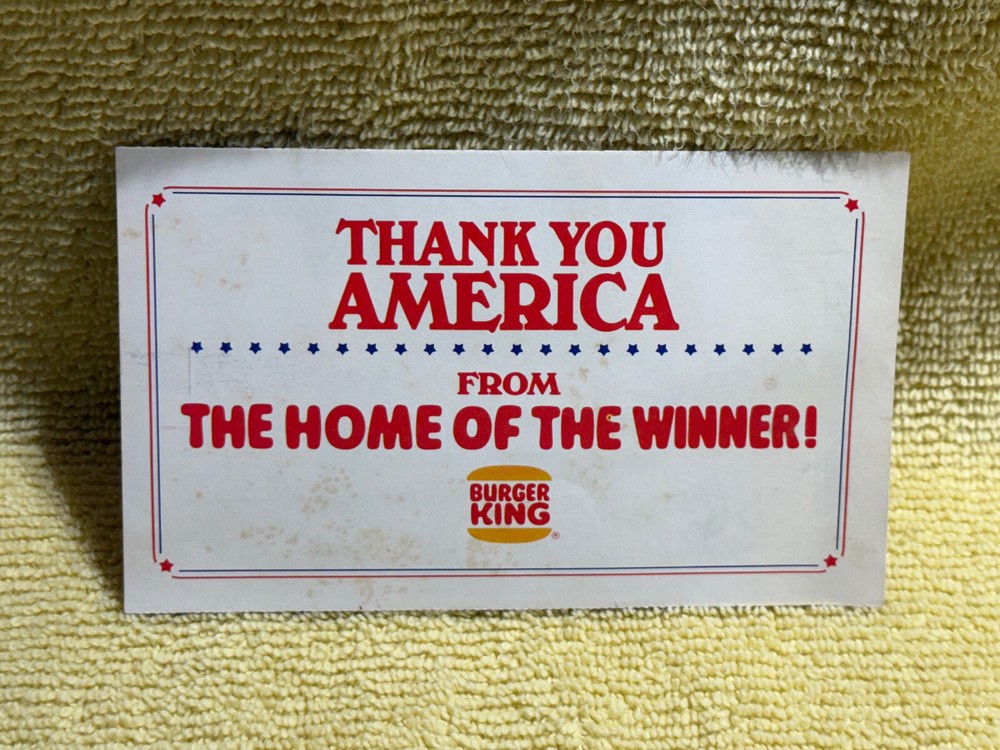 THANK YOU
AMERICA
FROM
THE HOME OF THE WINNER!
BURGER
KING
®